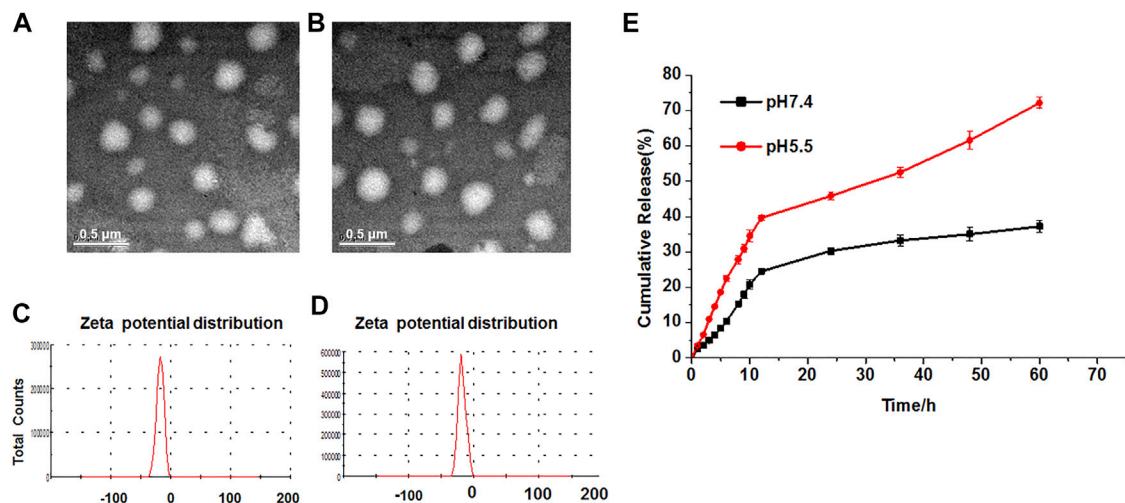 A
B
E
0.5 µm
0.5 µm
80
70
60
50
40
30
20
10
0
pH7.4
pH5.5
Cumulative Release(%)
0 10 20 30 40 50 60 70
Time/h
C
Zeta potential distribution
300000
200000
100000
0
Total Counts
-100 0 100 200
D
Zeta potential distribution
600000
500000
400000
300000
200000
100000
0
-100 0 100 200